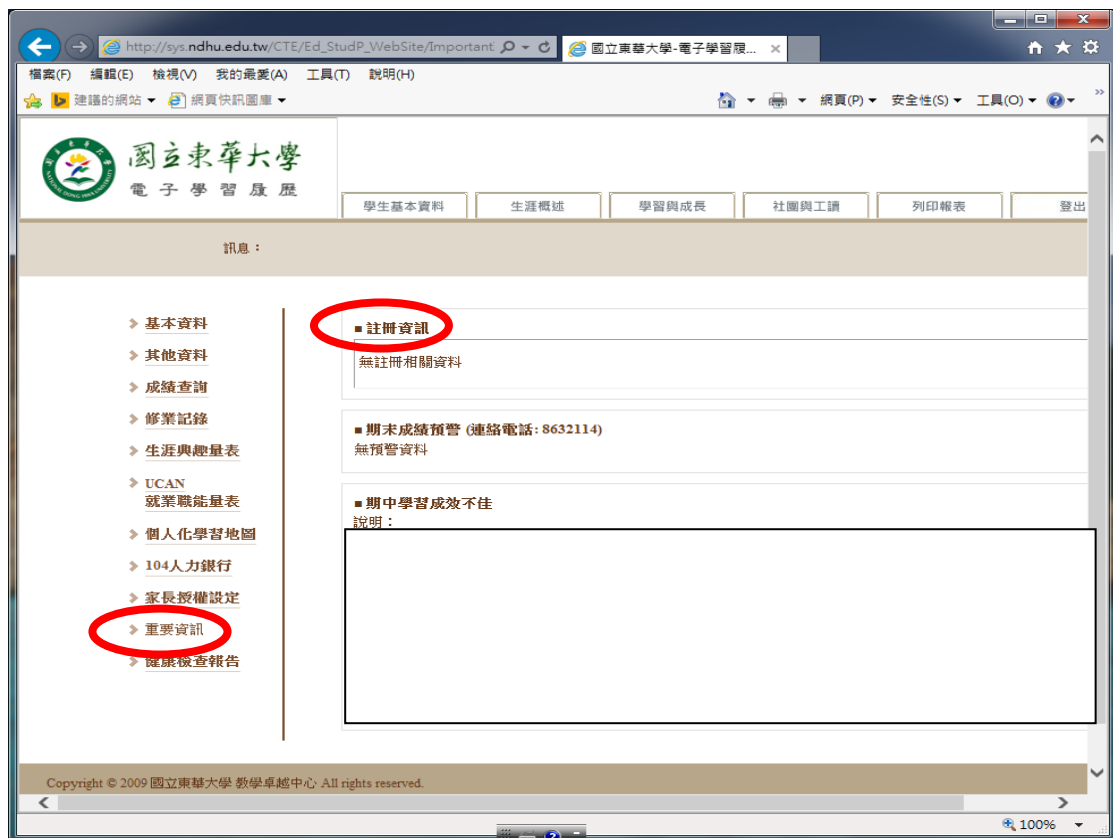 http://sys.ndhu.edu.tw/CTE/Ed_StudP_WebSite/Important
國立東華大學-電子學習履...
檔案(F) 編輯(E) 檢視(V) 我的最愛(A) 工具(T) 說明(H)
建議的網站 網頁快訊圖庫
網頁(P) 安全性(S) 工具(O)
國立東華大學
電子學習履歷
NATIONAL DONG HWA UNIVERSITY
學生基本資料 生涯概述 學習與成長 社團與工讀 列印報表 登出
訊息：
基本資料
其他資料
成績查詢
修業記錄
生涯興趣量表
UCAN
就業職能量表
個人化學習地圖
104人力銀行
家長授權設定
重要資訊
健康檢查報告
■ 註冊資訊
無註冊相關資料
■ 期末成績預警 (連絡電話: 8632114)
無預警資料
■ 期中學習成效不佳
說明：
Copyright © 2009 國立東華大學 教學卓越中心 All rights reserved.
100%